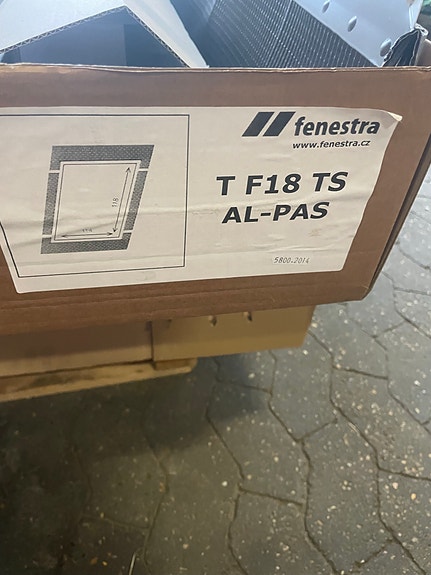 fenestra
www.fenestra.cz
T F18 TS
AL-PAS
118
5800-2014